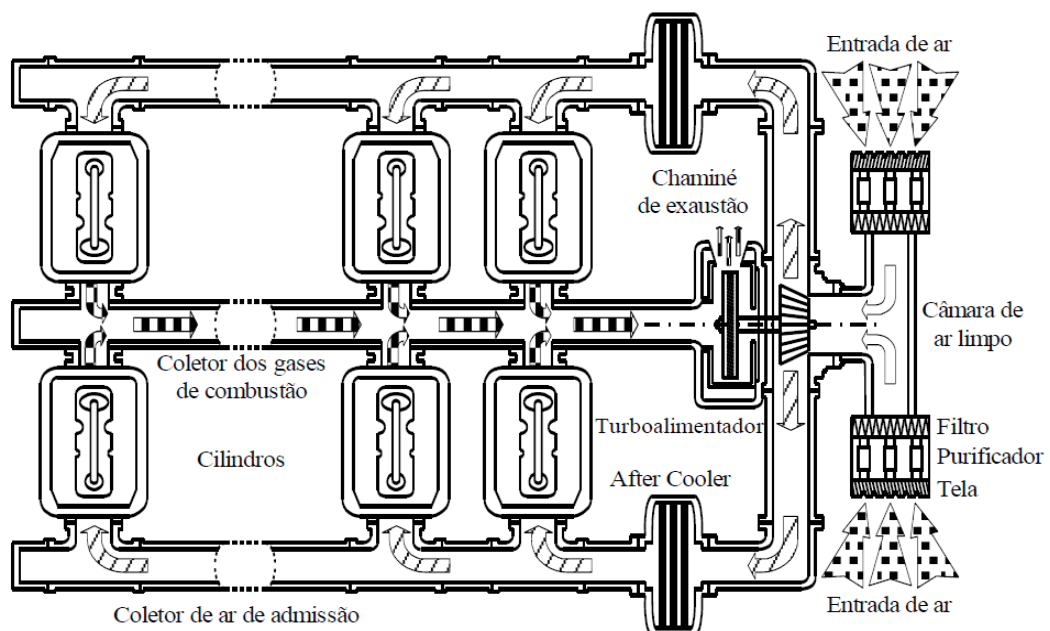 Entrada de ar
Chaminé
de exaustão
Câmara de
ar limpo
Coletor dos gases
de combustão
Turboalimentador
Filtro
Purificador
Tela
Cilindros
After Cooler
Entrada de ar
Coletor de ar de admissão